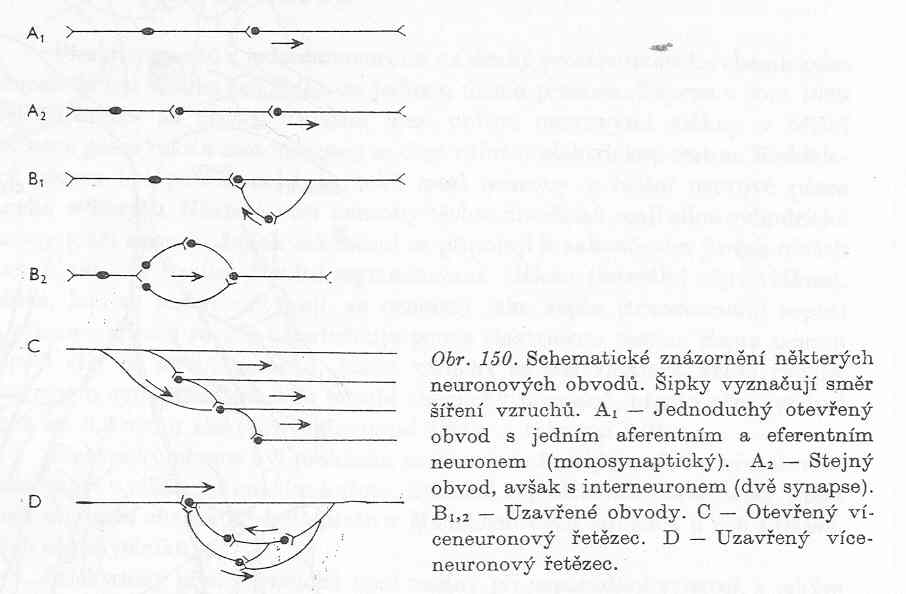 A₁
A₂
B₁
B₂
C
D
Obr. 150. Schematické znázornění některých
neuronových obvodů. Šipky vyznačují směr
šíření vzruchů. A₁ — Jednoduchý otevřený
obvod s jedním aferentním a eferentním
neuronem (monosynaptický). A₂ — Stejný
obvod, avšak s interneuronem (dvě synapse).
B₁,₂ — Uzavřené obvody. C — Otevřený ví-
ceneuronový řetězec. D — Uzavřený více-
neuronový řetězec.